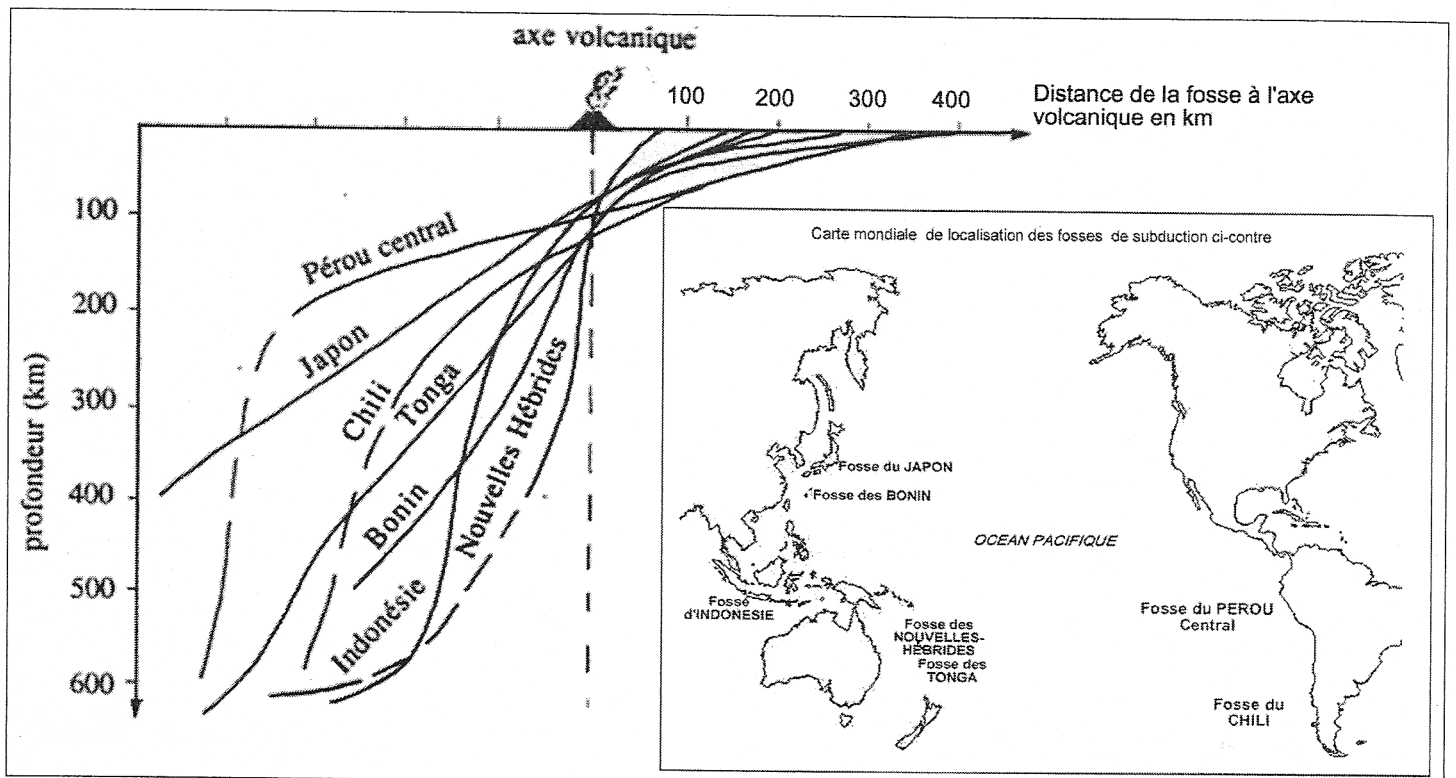 axe volcanique
100 200 300 400
Distance de la fosse à l'axe
volcanique en km
profondeur (km)
100
200
300
400
500
600
Pérou central
Japon
Chili
Tonga
Bonin
Nouvelles Hébrides
Indonésie
Carte mondiale de localisation des fosses de subduction ci-contre
Fosse du JAPON
Fosse des BONIN
OCEAN PACIFIQUE
Fosse
d'INDONESIE
Fosse des
NOUVELLES-
HÉBRIDES
Fosse des
TONGA
Fosse du PEROU
Central
Fosse du
CHILI